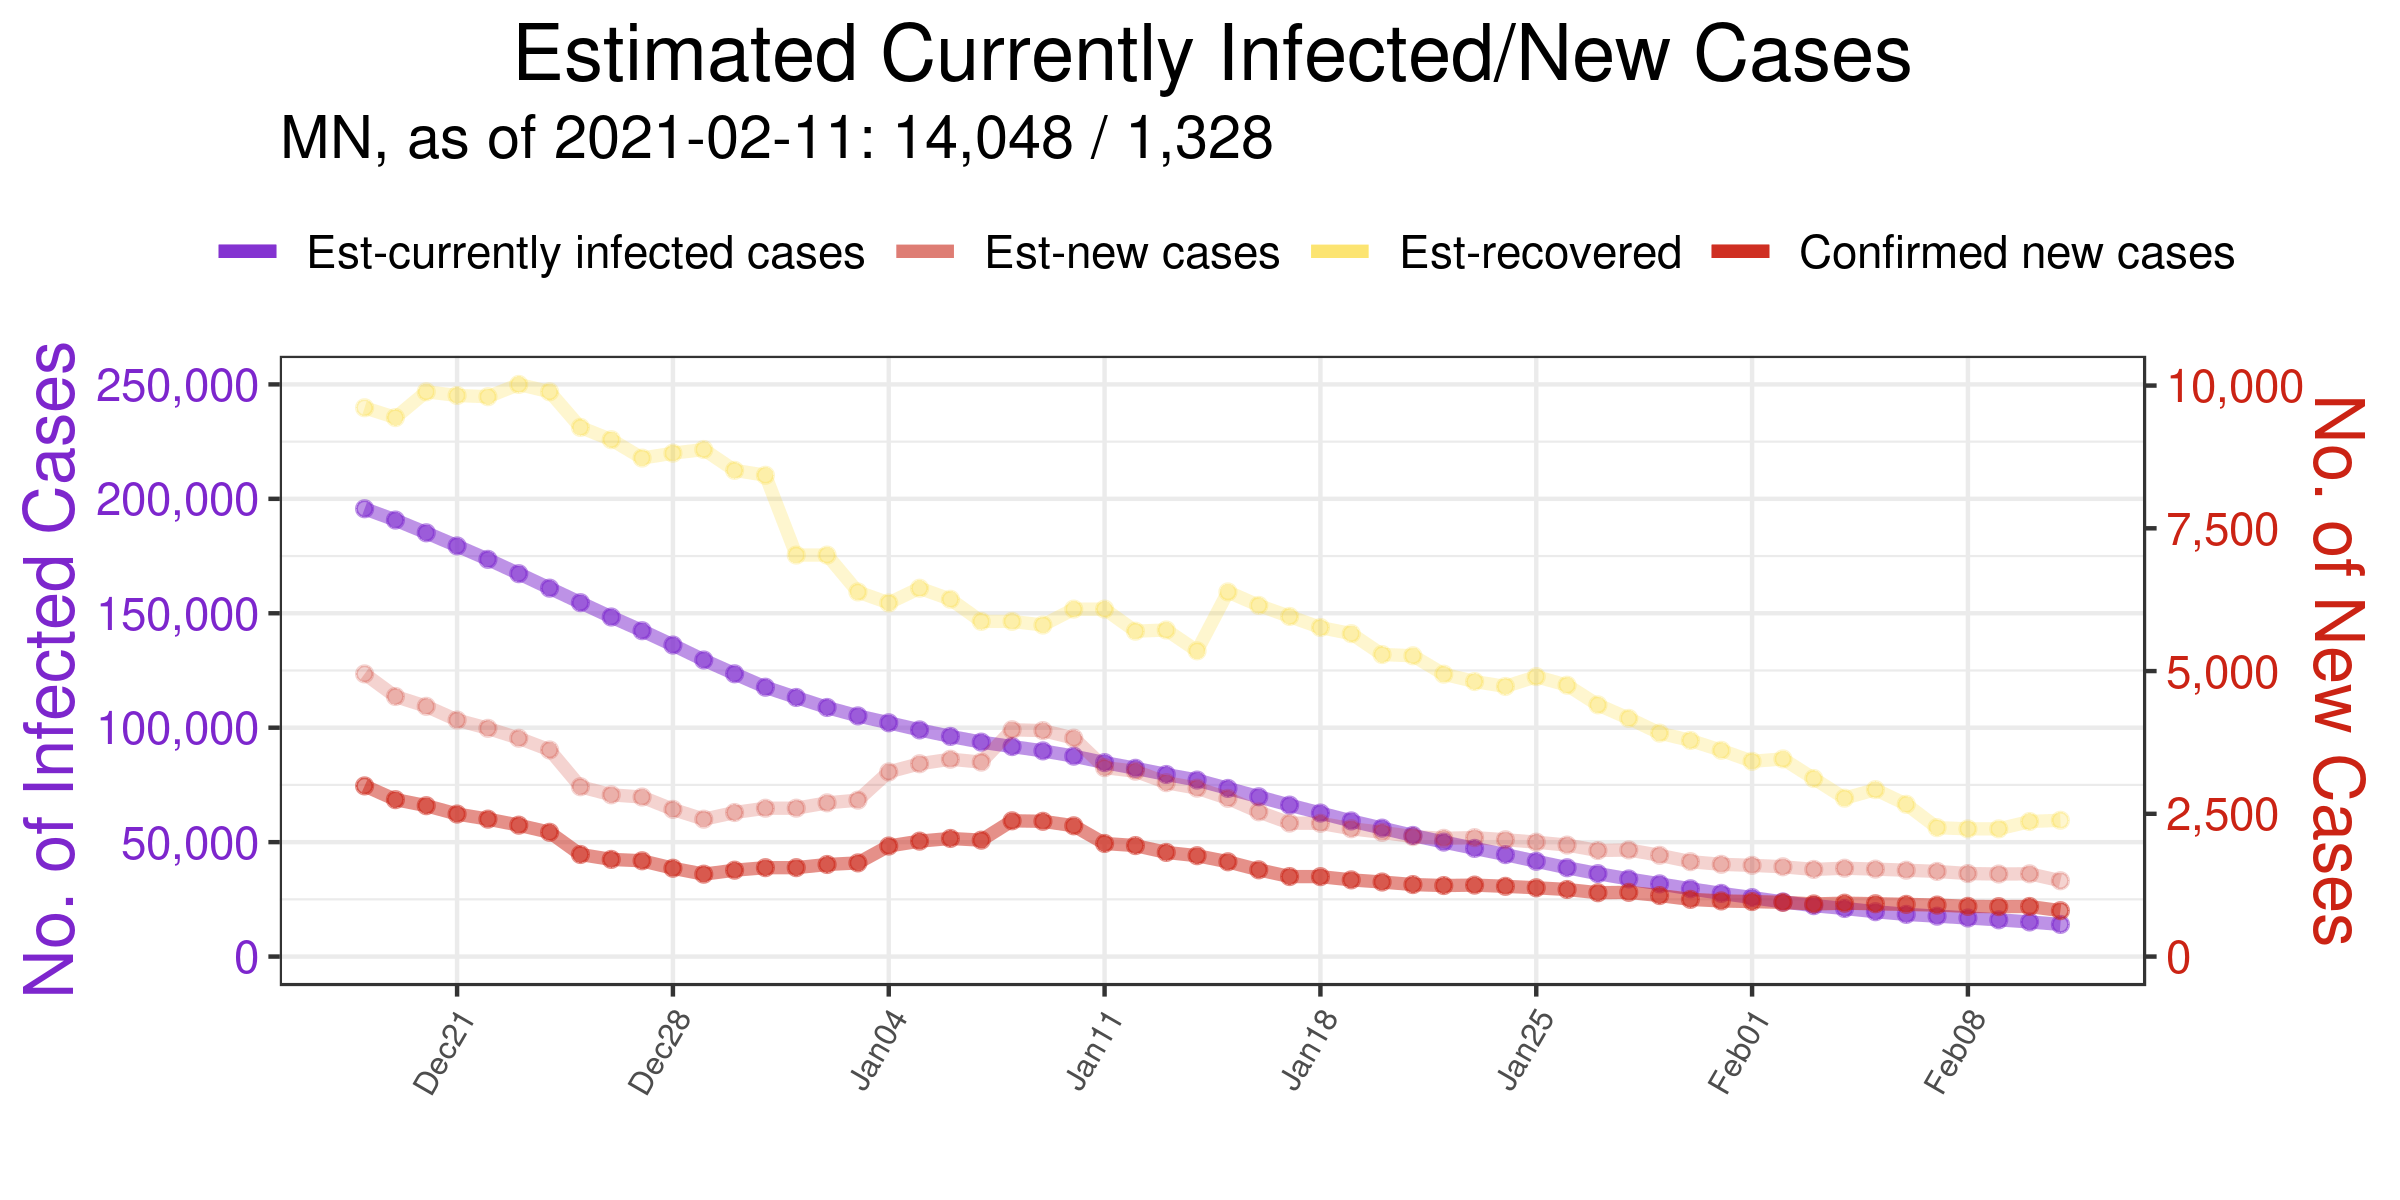 Estimated Currently Infected/New Cases
MN, as of 2021-02-11: 14,048 / 1,328
Est-currently infected cases Est-new cases Est-recovered Confirmed new cases
No. of Infected Cases
250,000
200,000
150,000
100,000
50,000
0
10,000
7,500
5,000
2,500
0
No. of New Cases
Dec21 Dec28 Jan04 Jan11 Jan18 Jan25 Feb01 Feb08